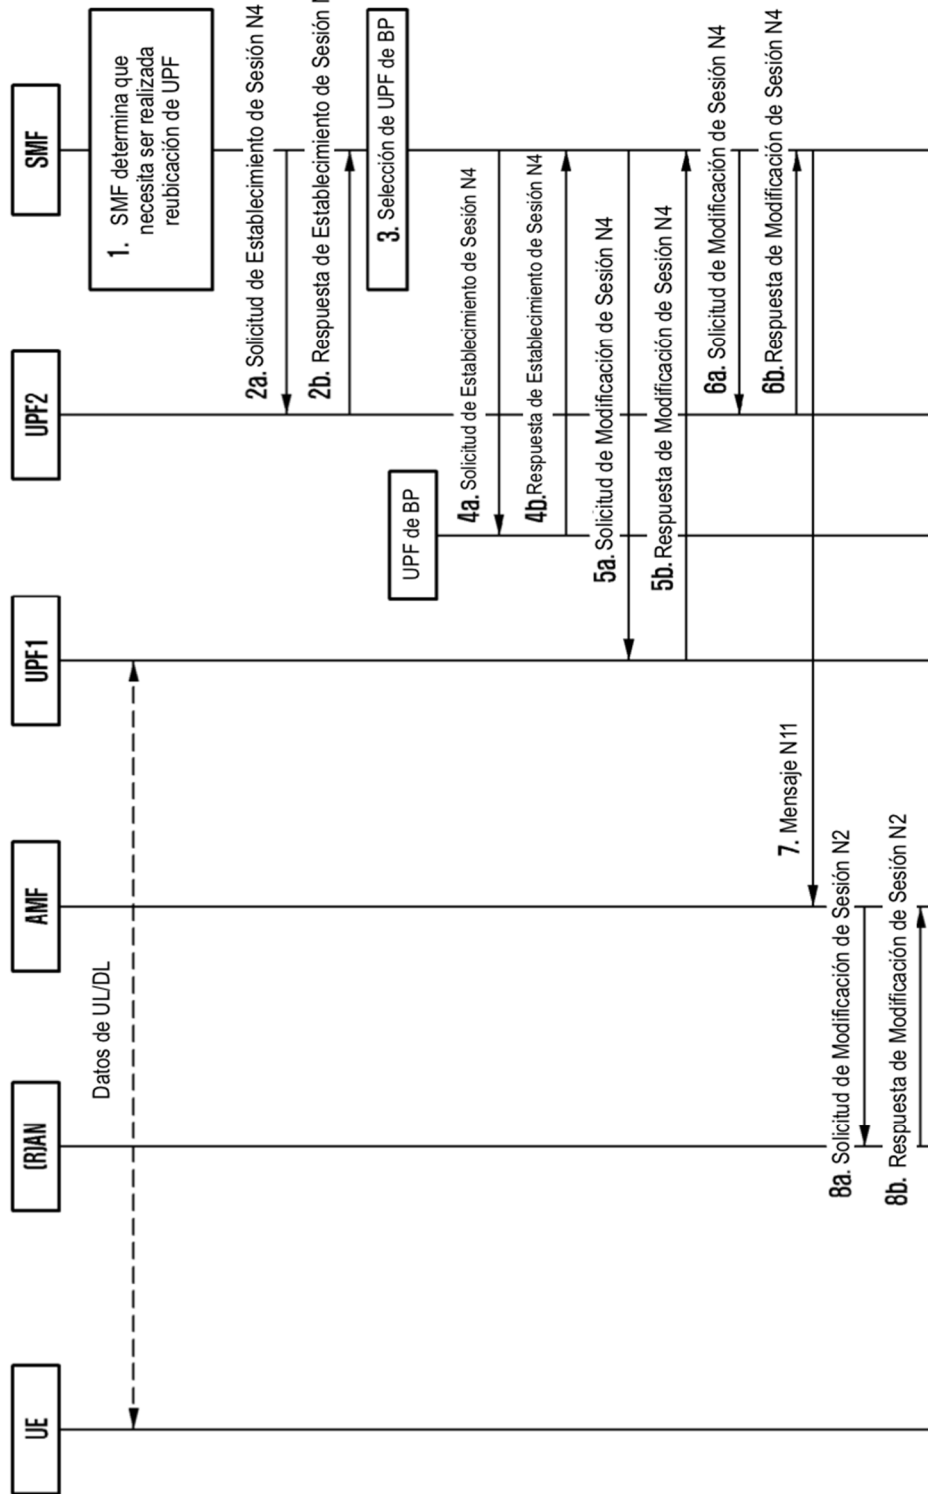 UE
(R)AN
AMF
UPF1
UPF2
SMF
1. SMF determina que
necesita ser realizada
reubicación de UPF
Datos de UL/DL
2a. Solicitud de Establecimiento de Sesión N4
2b. Respuesta de Establecimiento de Sesión
3. Selección de UPF de BP
UPF de BP
4a. Solicitud de Establecimiento de Sesión N4
4b. Respuesta de Establecimiento de Sesión N4
5a. Solicitud de Modificación de Sesión N4
5b. Respuesta de Modificación de Sesión N4
6a. Solicitud de Modificación de Sesión N4
6b. Respuesta de Modificación de Sesión N4
7. Mensaje N11
8a. Solicitud de Modificación de Sesión N2
8b. Respuesta de Modificación de Sesión N2